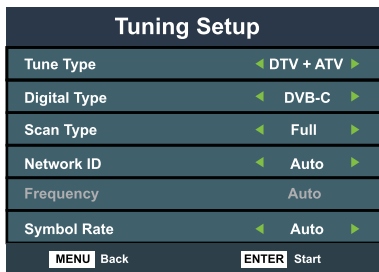 Tuning Setup
Tune Type DTV + ATV
Digital Type DVB-C
Scan Type Full
Network ID Auto
Frequency Auto
Symbol Rate Auto
MENU Back ENTER Start